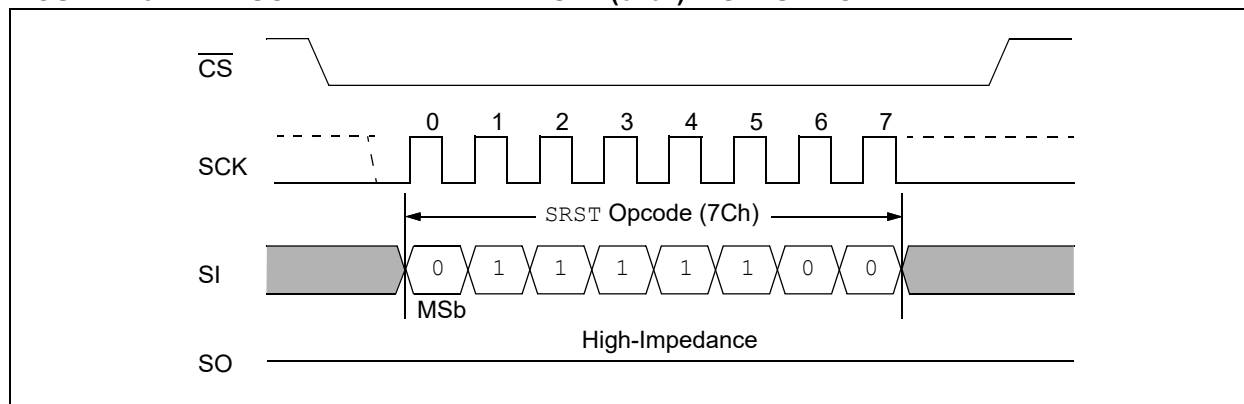 CS
0 1 2 3 4 5 6 7
SCK
SRST Opcode (7Ch)
SI
0 1 1 1 1 1 0 0
MSb
High-Impedance
SO